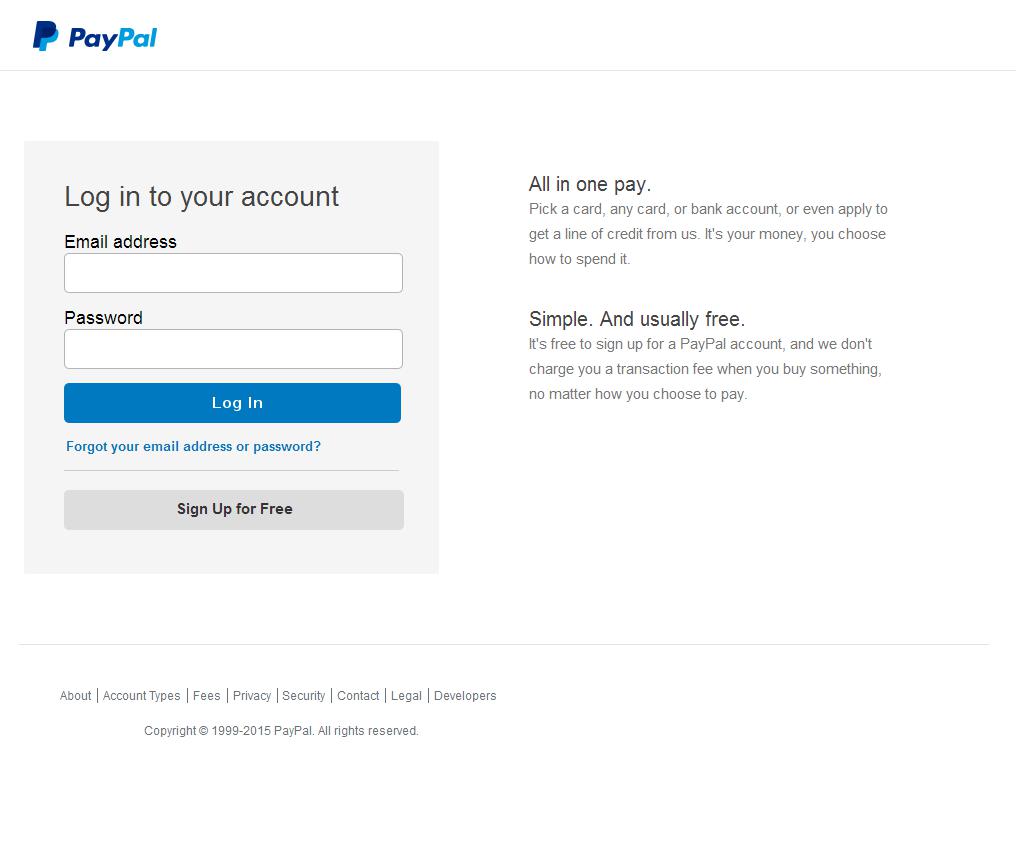 PayPal
Log in to your account
Email address
Password
Log In
Forgot your email address or password?
Sign Up for Free
All in one pay.
Pick a card, any card, or bank account, or even apply to
get a line of credit from us. It's your money, you choose
how to spend it.
Simple. And usually free.
It's free to sign up for a PayPal account, and we don't
charge you a transaction fee when you buy something,
no matter how you choose to pay.
About | Account Types | Fees | Privacy | Security | Contact | Legal | Developers
Copyright © 1999-2015 PayPal. All rights reserved.